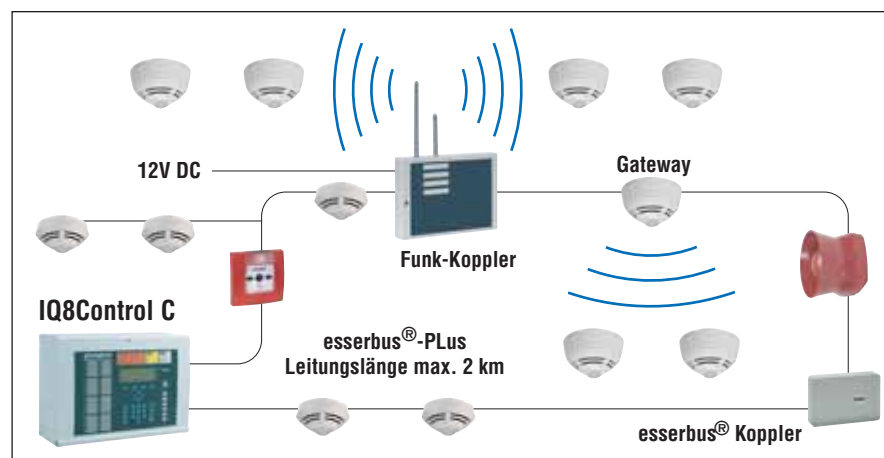 12V DC
Gateway
Funk-Koppler
IQ8Control C
esserbus®-PLus
Leitungslänge max. 2 km
esserbus® Koppler